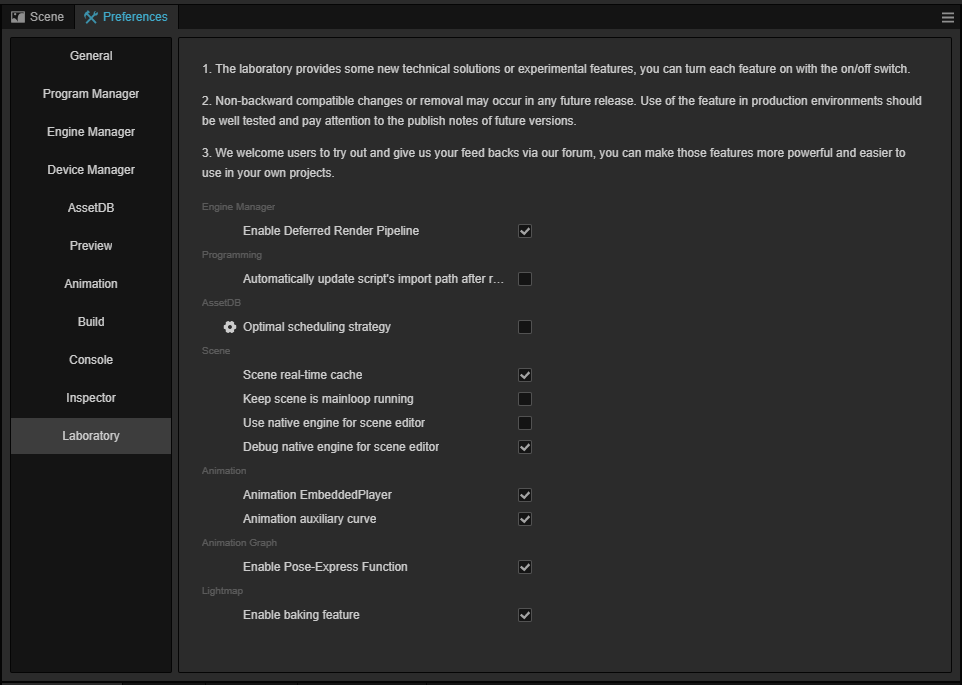 Scene
Preferences
General
Program Manager
Engine Manager
Device Manager
AssetDB
Preview
Animation
Build
Console
Inspector
Laboratory
1. The laboratory provides some new technical solutions or experimental features, you can turn each feature on with the on/off switch.
2. Non-backward compatible changes or removal may occur in any future release. Use of the feature in production environments should
be well tested and pay attention to the publish notes of future versions.
3. We welcome users to try out and give us your feed backs via our forum, you can make those features more powerful and easier to
use in your own projects.
Engine Manager
Enable Deferred Render Pipeline
Programming
Automatically update script's import path after r...
AssetDB
Optimal scheduling strategy
Scene
Scene real-time cache
Keep scene is mainloop running
Use native engine for scene editor
Debug native engine for scene editor
Animation
Animation EmbeddedPlayer
Animation auxiliary curve
Animation Graph
Enable Pose-Express Function
Lightmap
Enable baking feature